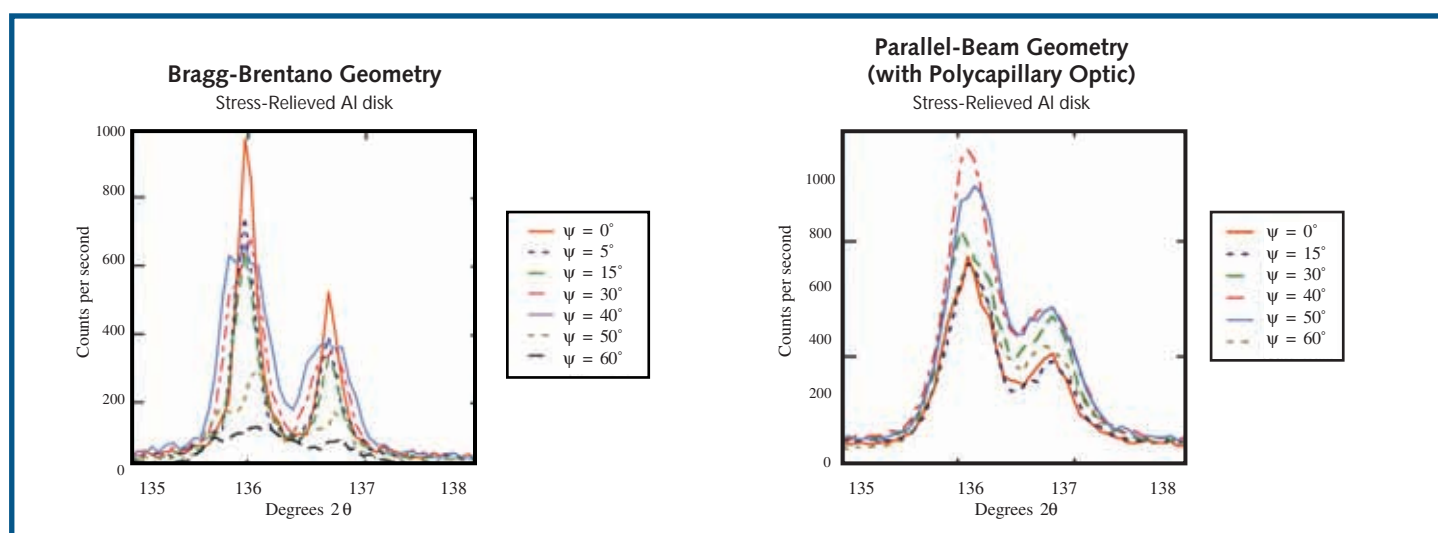 Bragg-Brentano Geometry
Stress-Relieved Al disk
1000
800
600
400
200
0
Counts per second
135 136 137 138
Degrees 2θ
ψ = 0°
ψ = 5°
ψ = 15°
ψ = 30°
ψ = 40°
ψ = 50°
ψ = 60°
Parallel-Beam Geometry
(with Polycapillary Optic)
Stress-Relieved Al disk
1000
800
600
400
200
0
Counts per second
135 136 137 138
Degrees 2θ
ψ = 0°
ψ = 15°
ψ = 30°
ψ = 40°
ψ = 50°
ψ = 60°